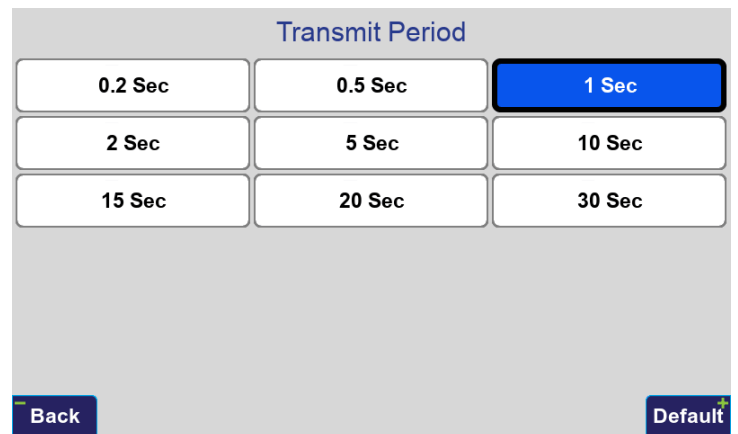 Transmit Period
0.2 Sec 0.5 Sec 1 Sec
2 Sec 5 Sec 10 Sec
15 Sec 20 Sec 30 Sec
− +
Back Default